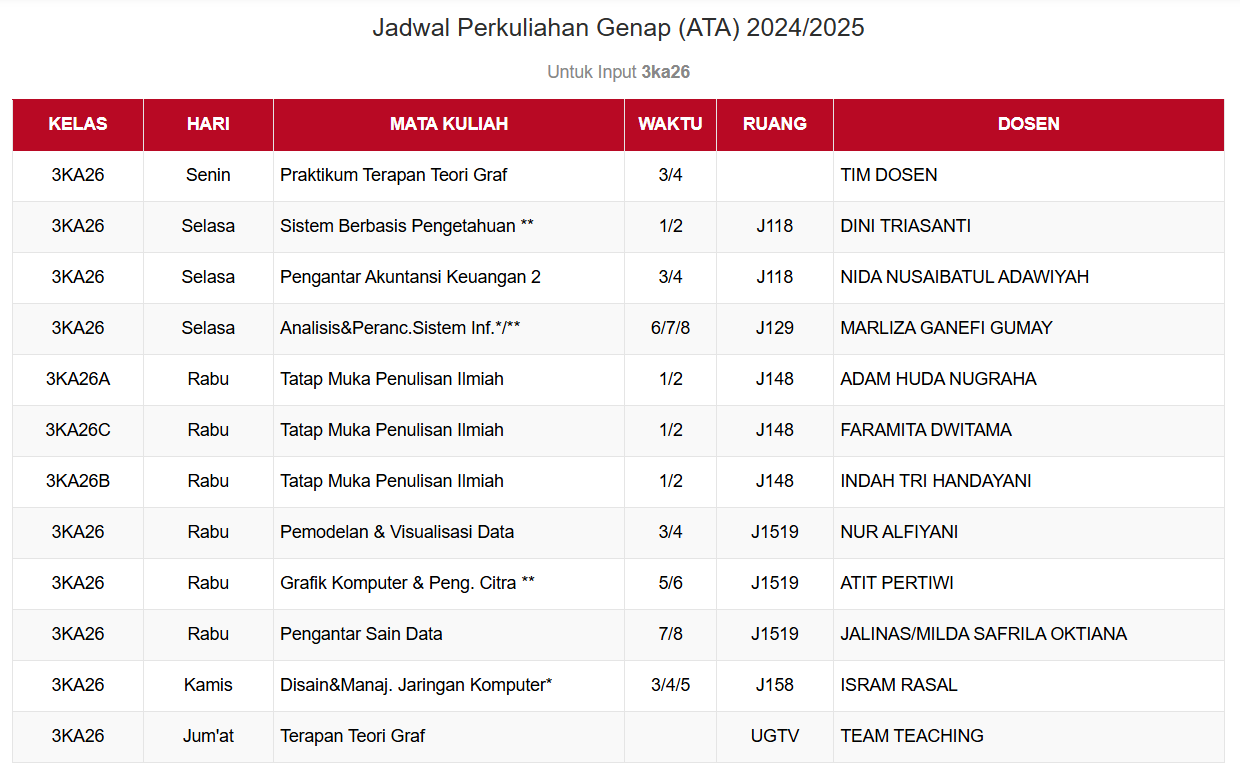 Jadwal Perkuliahan Genap (ATA) 2024/2025
Untuk Input 3ka26
KELAS HARI MATA KULIAH WAKTU RUANG DOSEN
3KA26 Senin Praktikum Terapan Teori Graf 3/4 TIM DOSEN
3KA26 Selasa Sistem Berbasis Pengetahuan ** 1/2 J118 DINI TRIASANTI
3KA26 Selasa Pengantar Akuntansi Keuangan 2 3/4 J118 NIDA NUSAIBATUL ADAWIYAH
3KA26 Selasa Analisis&Peranc.Sistem Inf.*/** 6/7/8 J129 MARLIZA GANEFI GUMAY
3KA26A Rabu Tatap Muka Penulisan Ilmiah 1/2 J148 ADAM HUDA NUGRAHA
3KA26C Rabu Tatap Muka Penulisan Ilmiah 1/2 J148 FARAMITA DWITAMA
3KA26B Rabu Tatap Muka Penulisan Ilmiah 1/2 J148 INDAH TRI HANDAYANI
3KA26 Rabu Pemodelan & Visualisasi Data 3/4 J1519 NUR ALFIYANI
3KA26 Rabu Grafik Komputer & Peng. Citra ** 5/6 J1519 ATIT PERTIWI
3KA26 Rabu Pengantar Sain Data 7/8 J1519 JALINAS/MILDA SAFRILA OKTIANA
3KA26 Kamis Disain&Manaj. Jaringan Komputer* 3/4/5 J158 ISRAM RASAL
3KA26 Jum'at Terapan Teori Graf UGTV TEAM TEACHING